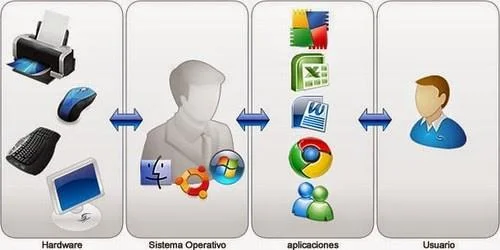 Hardware
Sistema Operativo
aplicaciones
Usuario